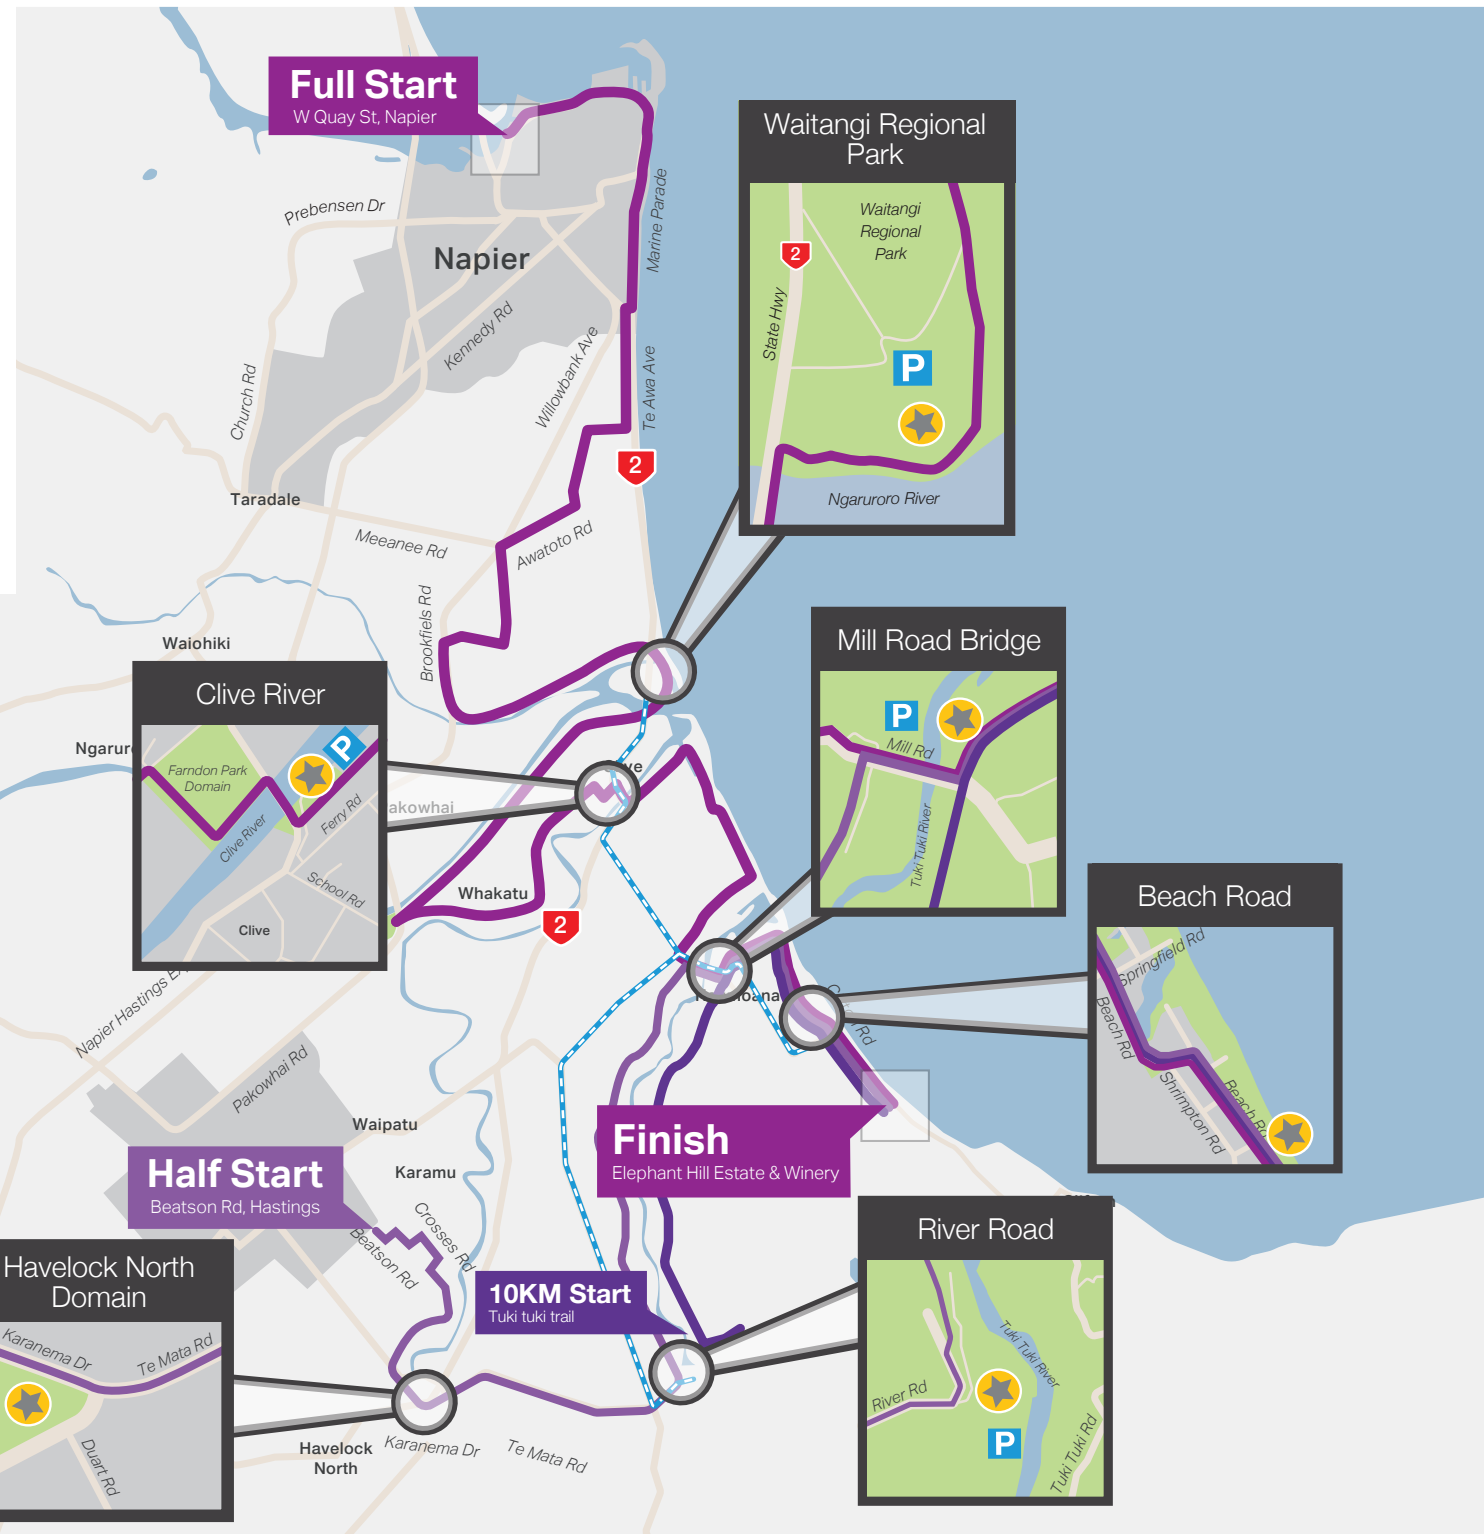 Full Start
W Quay St, Napier
Waitangi Regional
Park
Waitangi
Regional
Park
2
State Hwy
P
Ngaruroro River
Prebensen Dr
Marine Parade
Napier
Kennedy Rd
Willowbank Ave
Te Awa Ave
Church Rd
2
Taradale
Meeanee Rd
Awatoto Rd
Brookfiels Rd
Waiohiki
Mill Road Bridge
P
Mill Rd
Tuki Tuki River
Clive River
P
Farndon Park
Domain
Clive River
Ferry Rd
School Rd
Clive
Ngarur
akowhai
Whakatu
2
Beach Road
Springfield Rd
Beach Rd
Shrimpton Rd
Beach Rd
Napier Hastings
Pakowhai Rd
Waipatu
Karamu
Crosses Rd
Beatson Rd
Half Start
Beatson Rd, Hastings
Finish
Elephant Hill Estate & Winery
10KM Start
Tuki tuki trail
River Road
River Rd
Tuki Tuki River
P
Tuki Tuki Rd
Havelock North
Domain
Karanema Dr
Te Mata Rd
Duart Rd
Havelock
North
Karanema Dr
Te Mata Rd